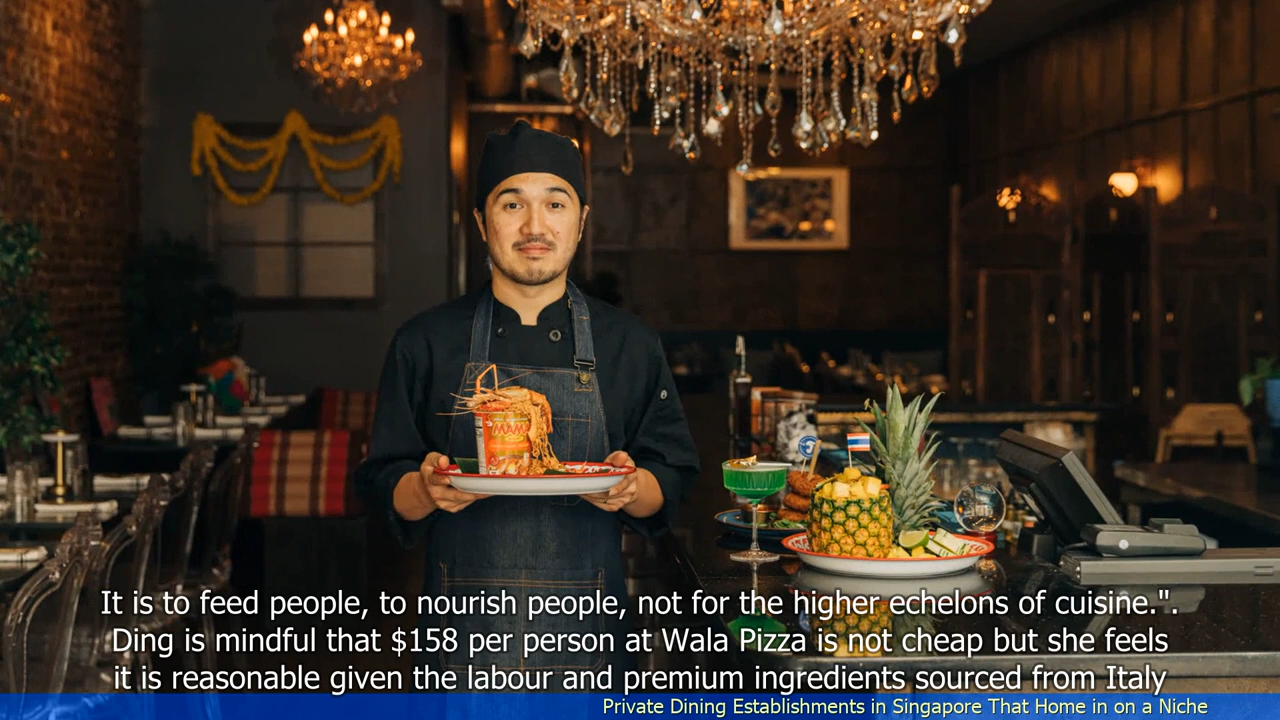 MAMA
It is to feed people, to nourish people, not for the higher echelons of cuisine.".
Ding is mindful that $158 per person at Wala Pizza is not cheap but she feels
it is reasonable given the labour and premium ingredients sourced from Italy
Private Dining Establishments in Singapore That Home in on a Niche